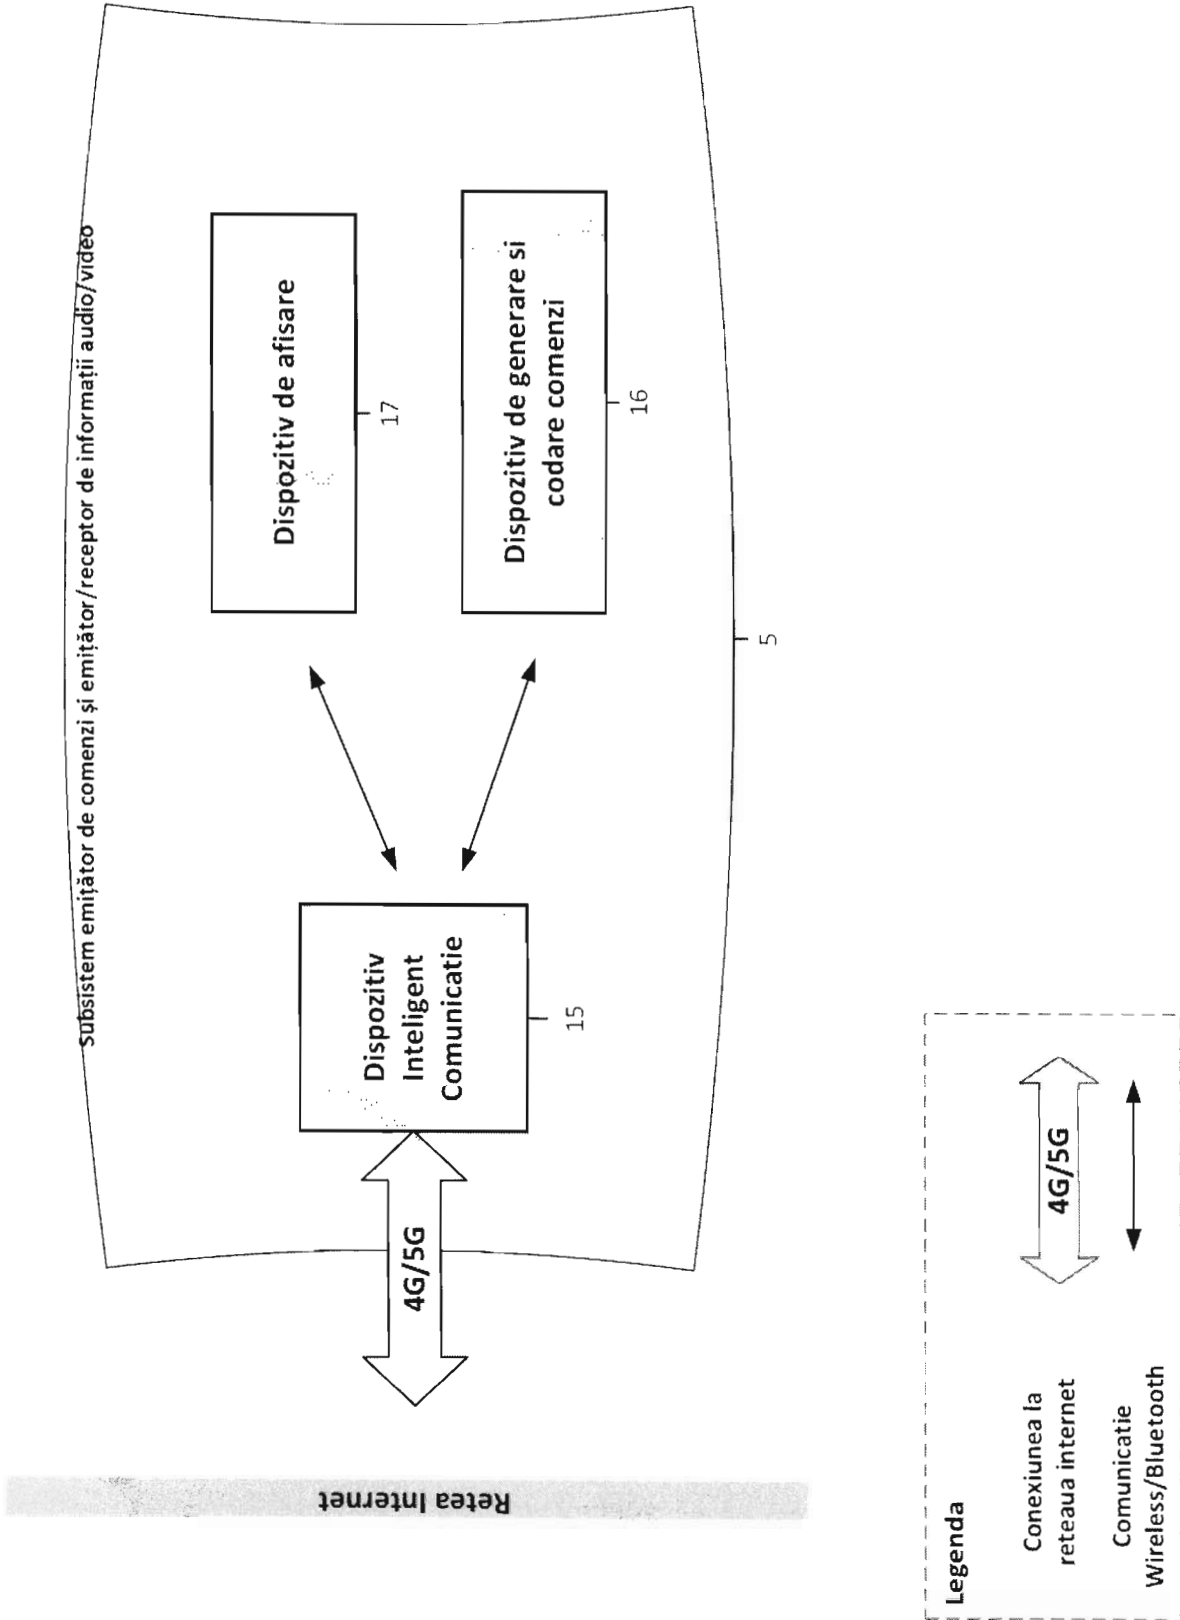 Subsistem emițător de comenzi și emițător/receptor de informații audio/video
Retea Internet
4G/5G
Dispozitiv
Inteligent
Comunicatie
15
Dispozitiv de afisare
17
Dispozitiv de generare si
codare comenzi
16
5
Legenda
Conexiunea la
reteaua internet
4G/5G
Comunicatie
Wireless/Bluetooth